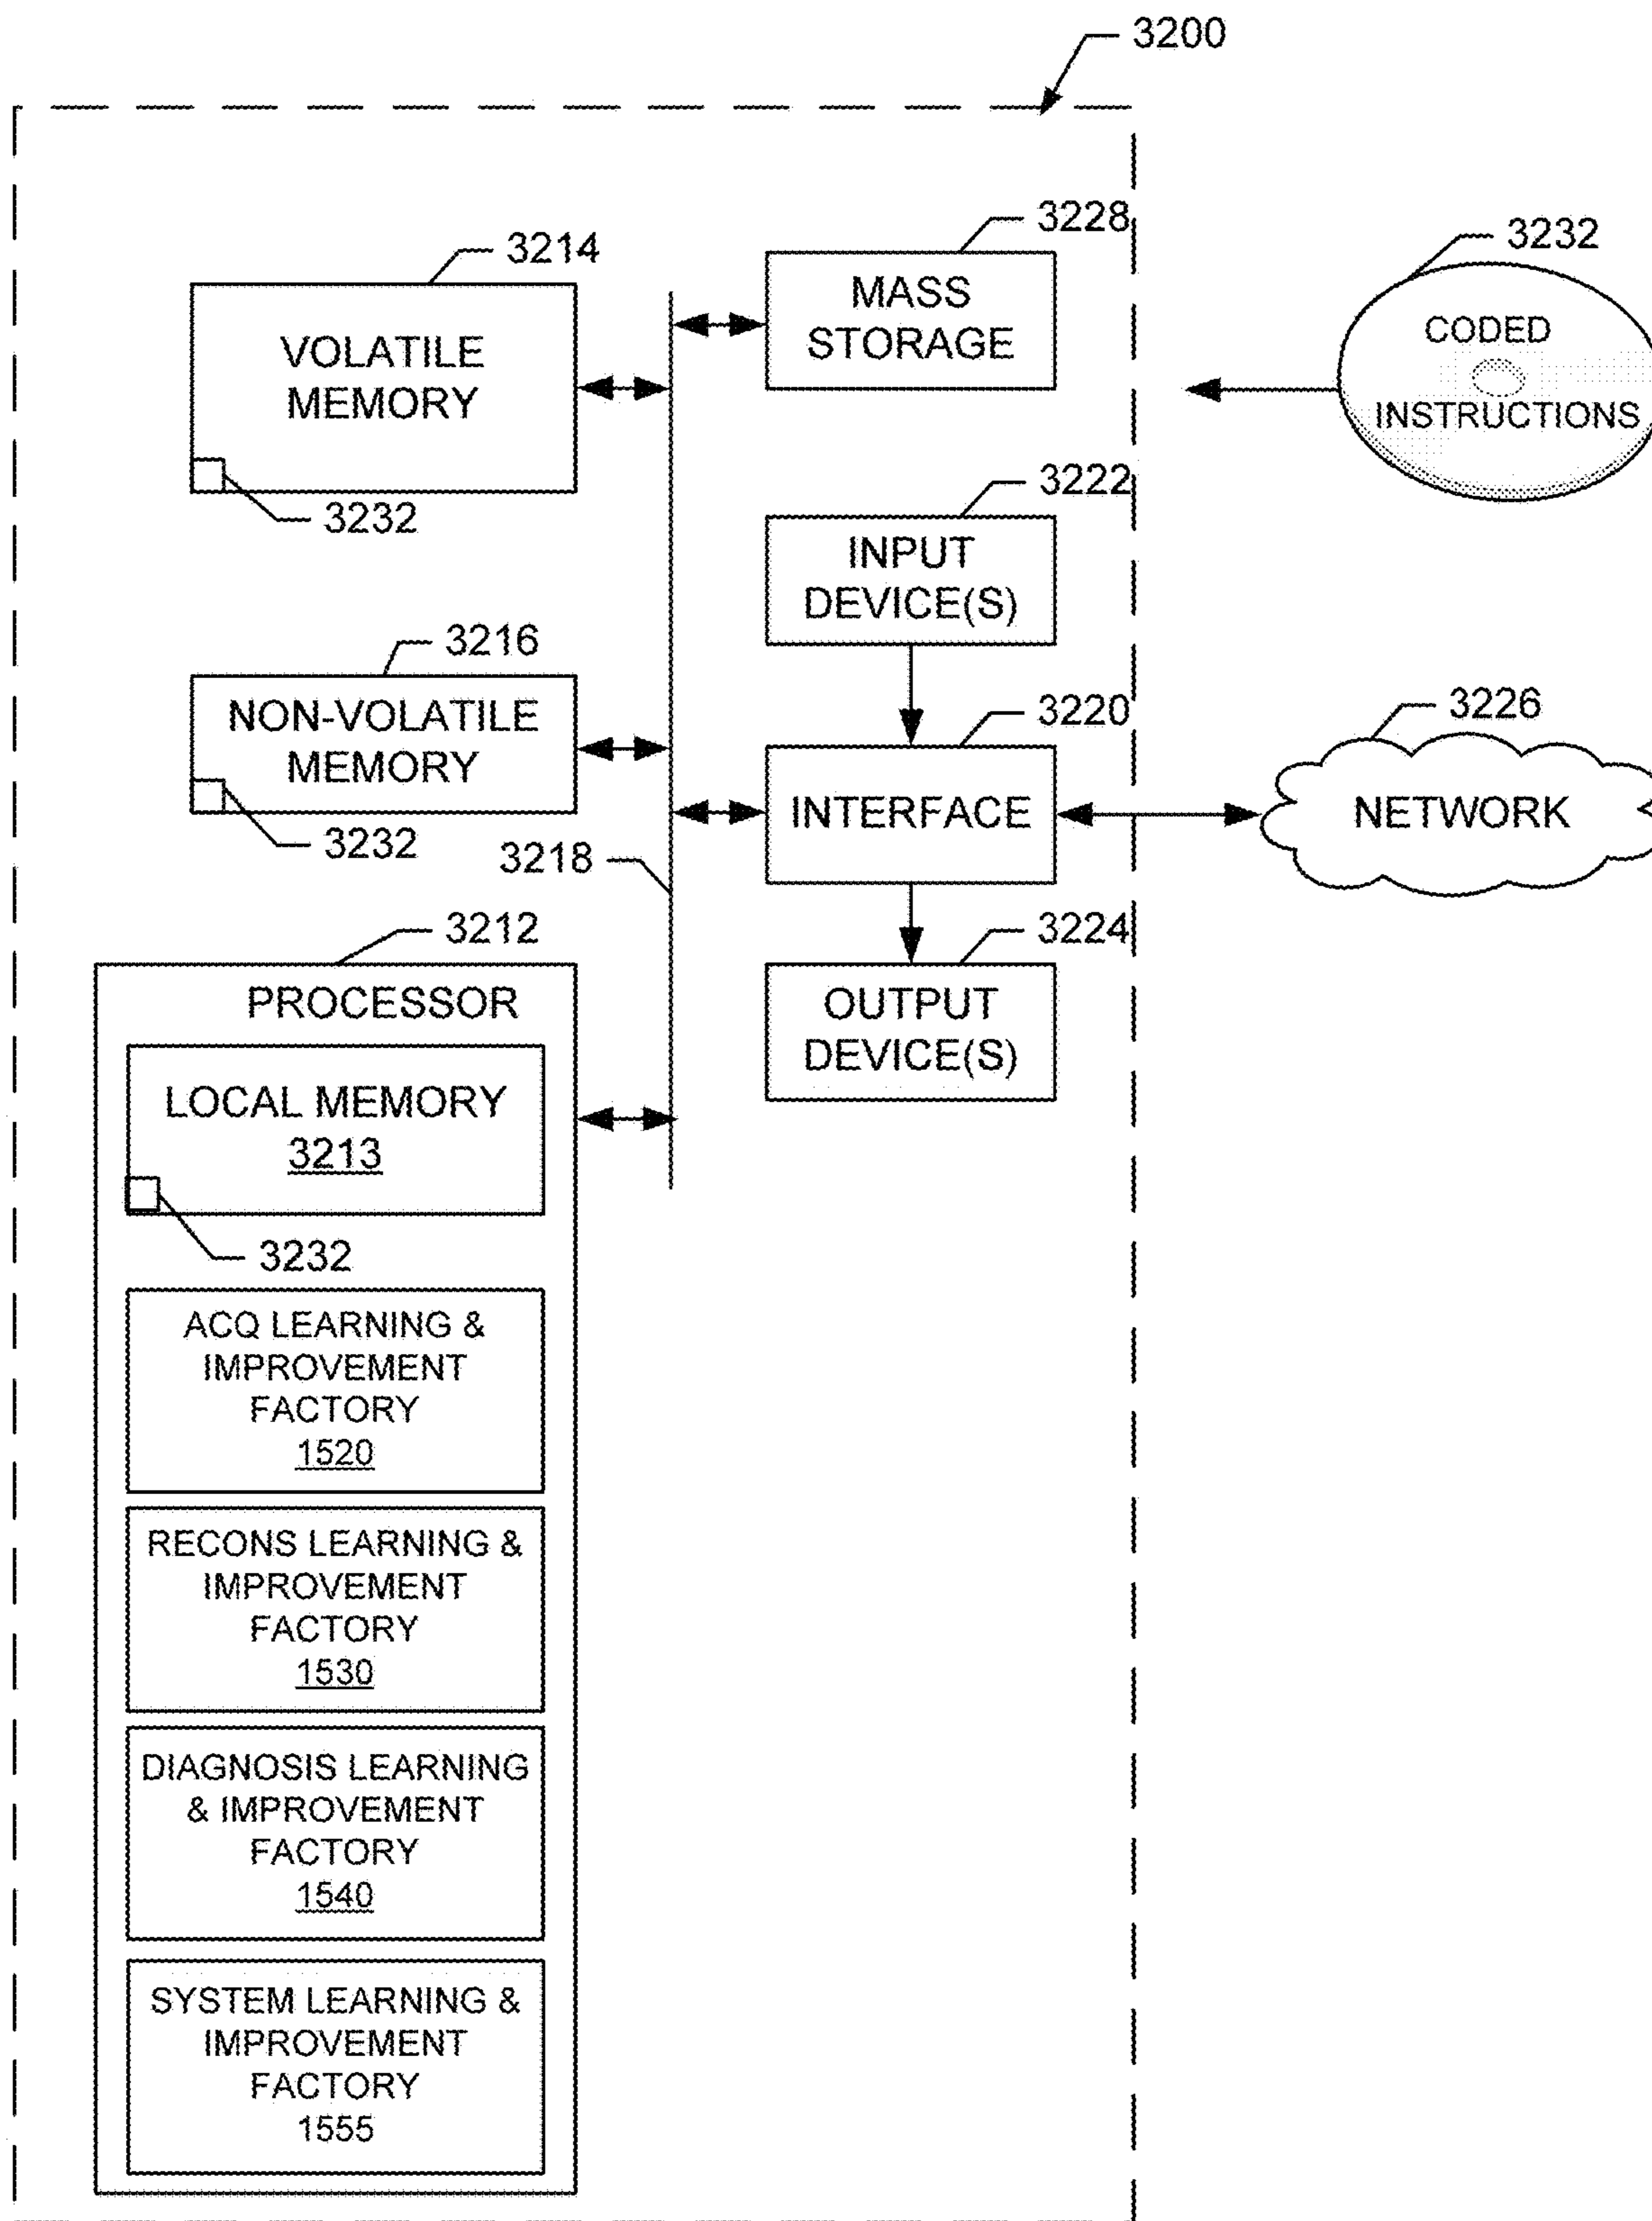 3200
3214
VOLATILE
MEMORY
3232
3228
MASS
STORAGE
3232
CODED
INSTRUCTIONS
3222
INPUT
DEVICE(S)
3216
NON-VOLATILE
MEMORY
3232
3220
INTERFACE
3226
NETWORK
3218
3224
OUTPUT
DEVICE(S)
3212
PROCESSOR
LOCAL MEMORY
3213
3232
ACQ LEARNING &
IMPROVEMENT
FACTORY
1520
RECONS LEARNING &
IMPROVEMENT
FACTORY
1530
DIAGNOSIS LEARNING
& IMPROVEMENT
FACTORY
1540
SYSTEM LEARNING &
IMPROVEMENT
FACTORY
1555